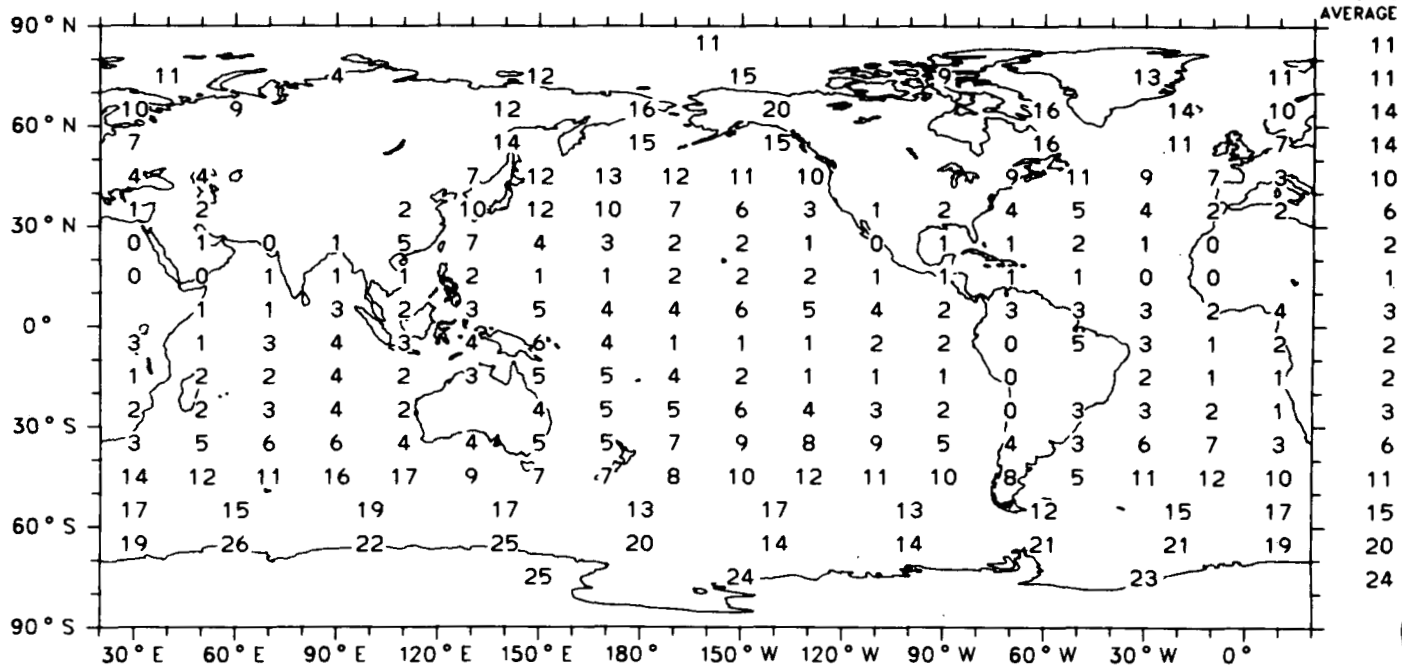 AVERAGE
90° N 11 11
11 4 12 15 9 13 11 11
10 9 12 16 20 16 14 10 14
60° N
7 14 15 15 16 11 7 14
4 4 7 12 13 12 11 10 9 11 9 7 3 10
1 2 2 10 12 10 7 6 3 1 2 4 5 4 2 2 6
30° N
0 1 0 1 5 7 4 3 2 2 1 0 1 1 2 1 0 2
0 0 1 1 1 2 1 1 2 2 2 1 1 1 1 0 0 1
1 1 3 2 3 5 4 4 6 5 4 2 3 3 3 2 4 3
0°
3 1 3 4 3 4 6 4 1 1 1 2 2 0 5 3 1 2 2
1 2 2 4 2 3 5 5 4 2 1 1 1 0 2 1 1 2
2 2 3 4 2 4 5 5 6 4 3 2 0 3 3 2 1 3
30° S
3 5 6 6 4 4 5 5 7 9 8 9 5 4 3 6 7 3 6
14 12 11 16 17 9 7 7 8 10 12 11 10 8 5 11 12 10 11
17 15 19 17 13 17 13 12 15 17 15
60° S
19 26 22 25 20 14 14 21 21 19 20
25 24 23 24
90° S
30° E 60° E 90° E 120° E 150° E 180° 150° W 120° W 90° W 60° W 30° W 0°